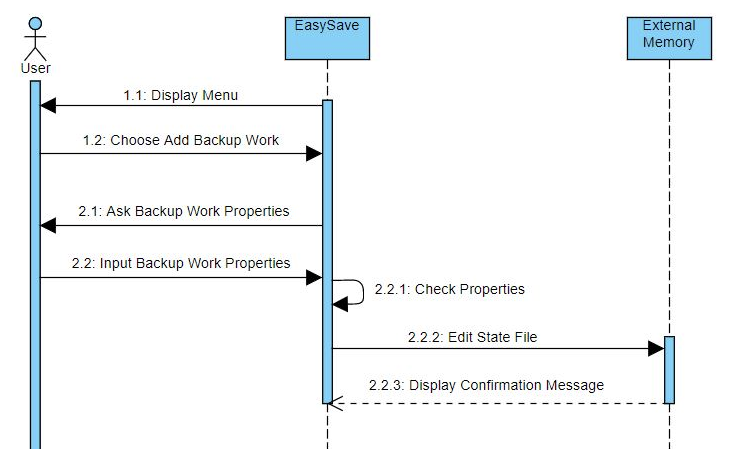 EasySave
External
Memory
User
1.1: Display Menu
1.2: Choose Add Backup Work
2.1: Ask Backup Work Properties
2.2: Input Backup Work Properties
2.2.1: Check Properties
2.2.2: Edit State File
2.2.3: Display Confirmation Message